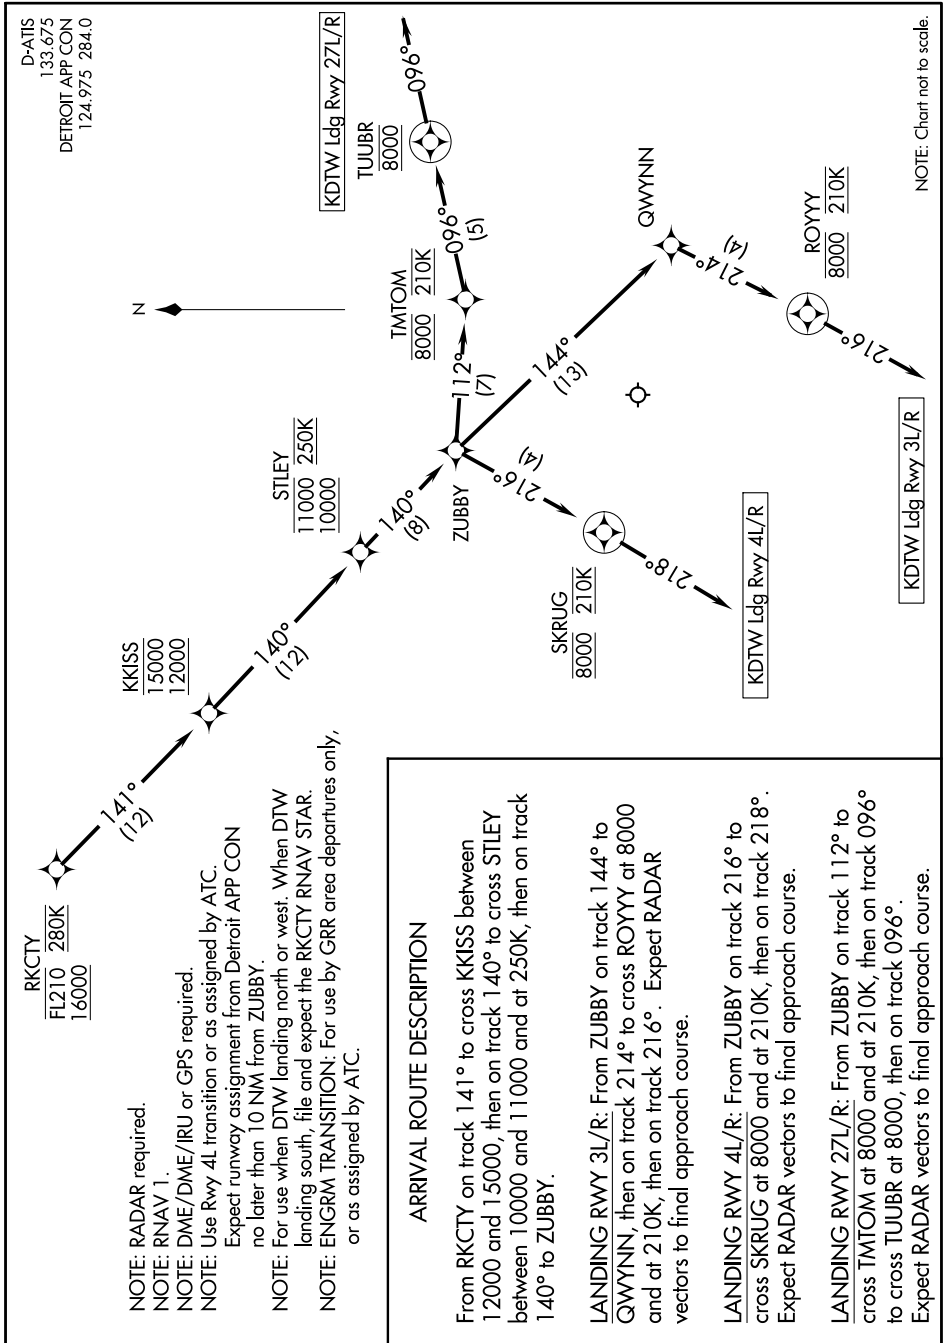 D-ATIS
133.675
DETROIT APP CON
124.975 284.0
RKCTY
FL210 280K
16000
141°
(12)
KKISS
15000
12000
140°
(12)
STLEY
11000 250K
10000
140°
(8)
ZUBBY
N
112°
(7)
TMTOM
8000 210K
096°
(5)
TUUBR
8000
096°
KDTW Ldg Rwy 27L/R
144°
(13)
QWYNN
214°
(4)
ROYYY
8000 210K
216°
KDTW Ldg Rwy 3L/R
216°
(4)
SKRUG
8000 210K
218°
KDTW Ldg Rwy 4L/R
NOTE: Chart not to scale.
NOTE: RADAR required.
NOTE: RNAV 1.
NOTE: DME/DME/IRU or GPS required.
NOTE: Use Rwy 4L transition or as assigned by ATC.
Expect runway assignment from Detroit APP CON
no later than 10 NM from ZUBBY.
NOTE: For use when DTW landing north or west. When DTW
landing south, file and expect the RKCTY RNAV STAR.
NOTE: ENGRM TRANSITION: For use by GRR area departures only,
or as assigned by ATC.
ARRIVAL ROUTE DESCRIPTION
From RKCTY on track 141° to cross KKISS between
12000 and 15000, then on track 140° to cross STLEY
between 10000 and 11000 and at 250K, then on track
140° to ZUBBY.
LANDING RWY 3L/R: From ZUBBY on track 144° to
QWYNN, then on track 214° to cross ROYYY at 8000
and at 210K, then on track 216°. Expect RADAR
vectors to final approach course.
LANDING RWY 4L/R: From ZUBBY on track 216° to
cross SKRUG at 8000 and at 210K, then on track 218°.
Expect RADAR vectors to final approach course.
LANDING RWY 27L/R: From ZUBBY on track 112° to
cross TMTOM at 8000 and at 210K, then on track 096°
to cross TUUBR at 8000, then on track 096°.
Expect RADAR vectors to final approach course.